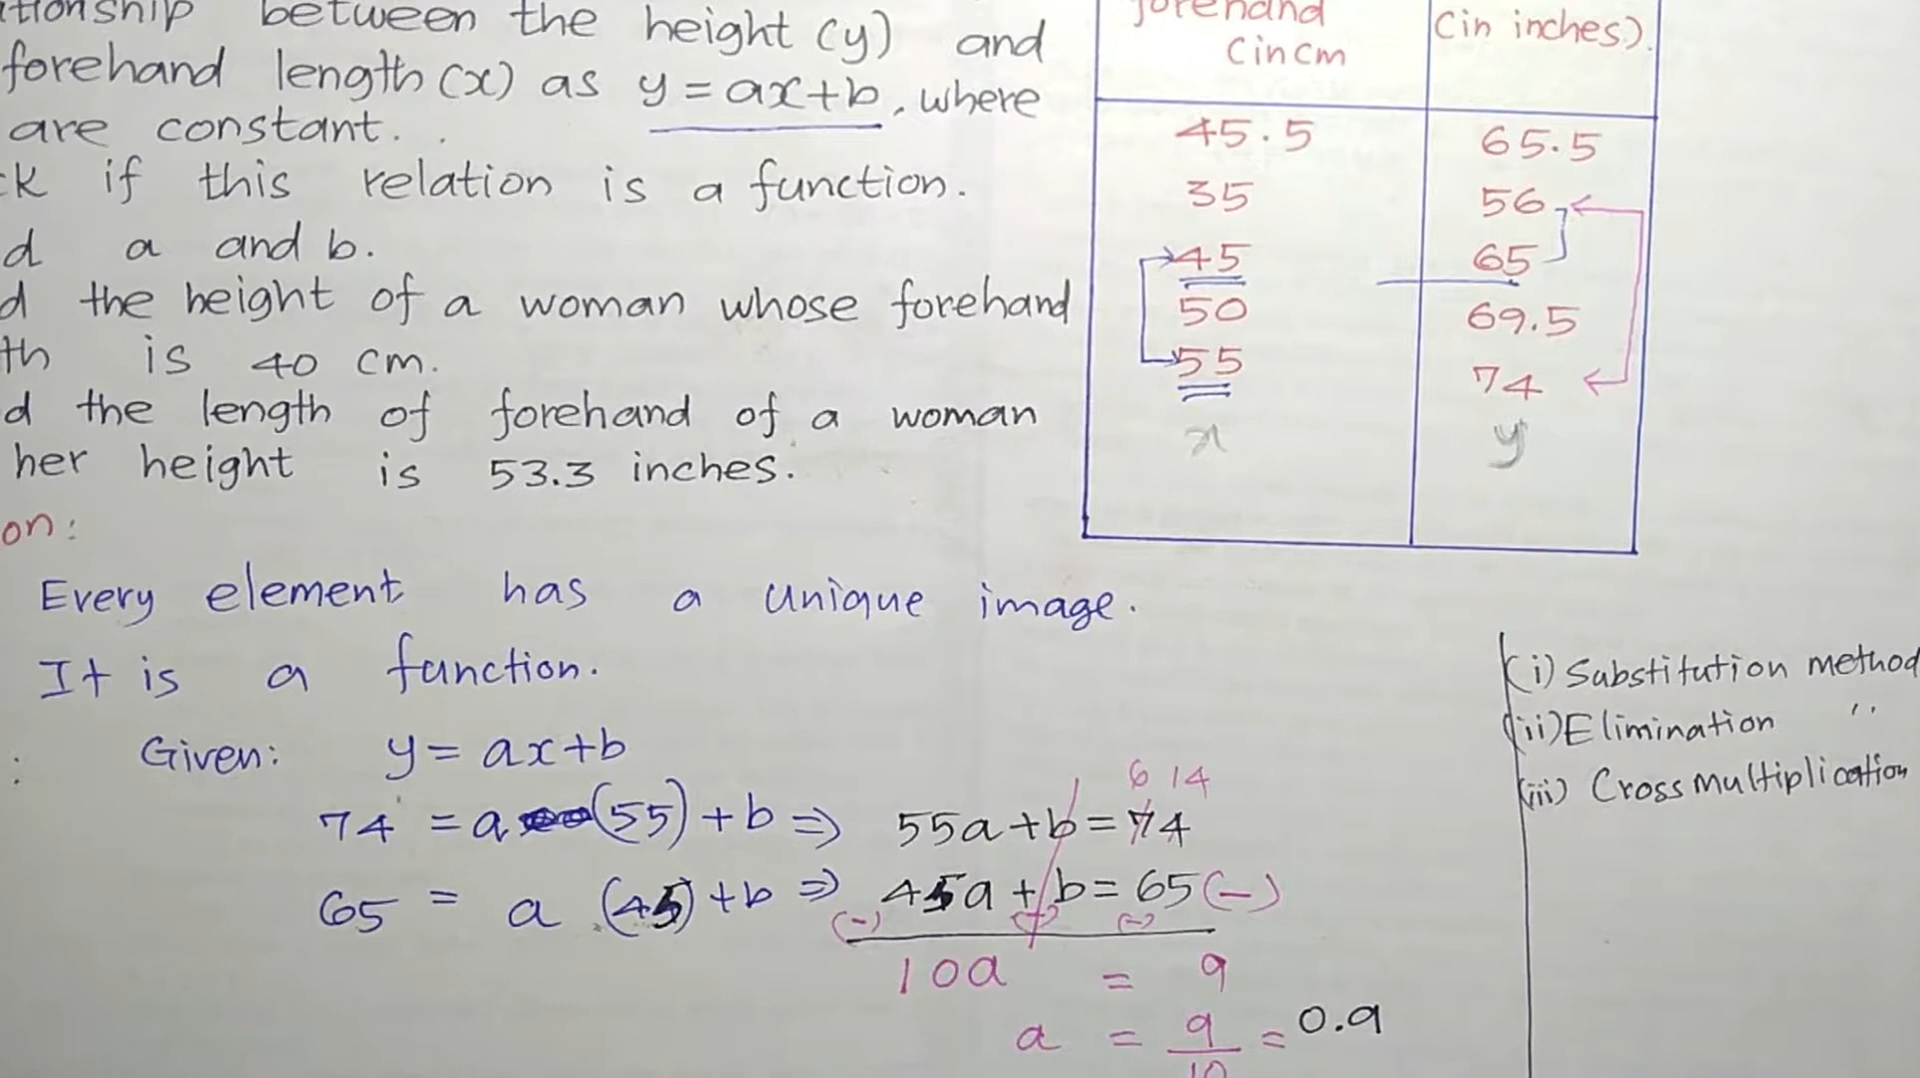 between the height (y) and
forehand length (x) as y = ax+b, where
are constant.
if this relation is a function.
d a and b.
d the height of a woman whose forehand
th is 40 cm.
d the length of forehand of a woman
her height is 53.3 inches.
forehand (in inches).
Cin cm
45.5 65.5
35 56
45 65
50 69.5
55 74
x y
on:
Every element has a unique image.
It is a function.
: Given: y = ax+b
74 = a (55) + b ⇒ 55a + b = 74
6 14
65 = a (45) + b ⇒ 45a + b = 65 (-)
(-) (-) (-)
10a = 9
a = 9/10 = 0.9
(i) Substitution method
(ii) Elimination "
(iii) Cross multiplication